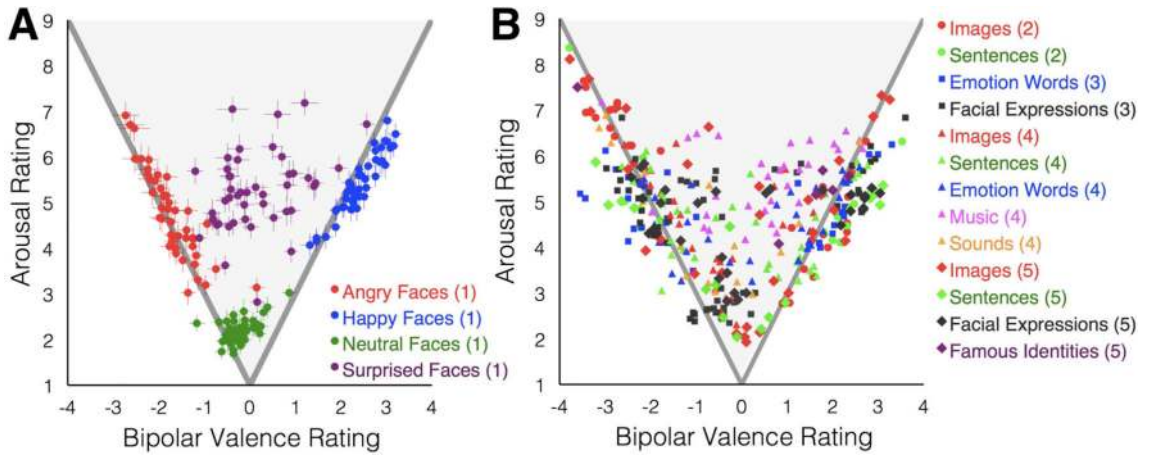 A
9
8
7
6
5
4
3
2
1
Arousal Rating
-4 -3 -2 -1 0 1 2 3 4
Bipolar Valence Rating
Angry Faces (1)
Happy Faces (1)
Neutral Faces (1)
Surprised Faces (1)
B
9
8
7
6
5
4
3
2
1
Arousal Rating
-4 -3 -2 -1 0 1 2 3 4
Bipolar Valence Rating
Images (2)
Sentences (2)
Emotion Words (3)
Facial Expressions (3)
Images (4)
Sentences (4)
Emotion Words (4)
Music (4)
Sounds (4)
Images (5)
Sentences (5)
Facial Expressions (5)
Famous Identities (5)